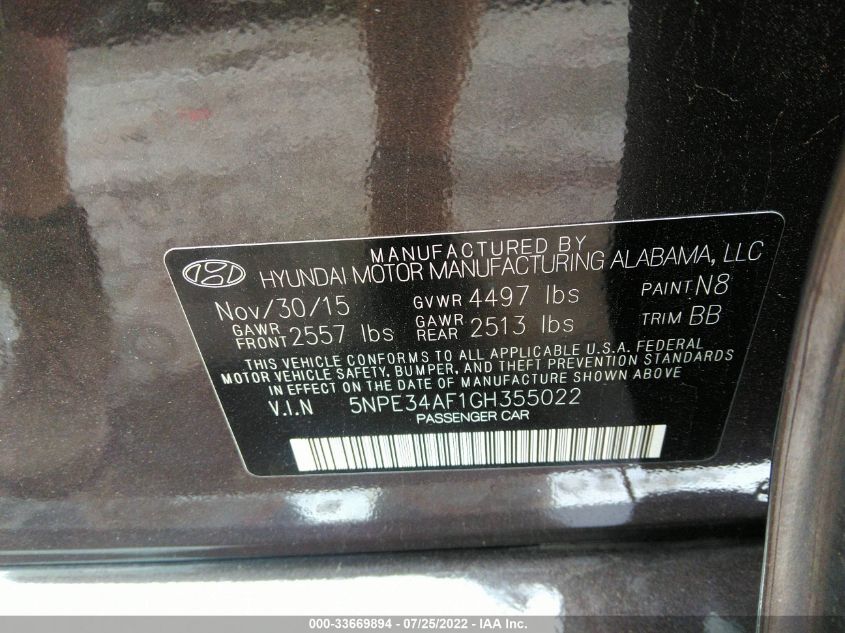 MANUFACTURED BY
HYUNDAI MOTOR MANUFACTURING ALABAMA, LLC
Nov/30/15 GVWR 4497 lbs PAINT N8
GAWR FRONT 2557 lbs GAWR REAR 2513 lbs TRIM BB
THIS VEHICLE CONFORMS TO ALL APPLICABLE U.S.A. FEDERAL
MOTOR VEHICLE SAFETY, BUMPER, AND THEFT PREVENTION STANDARDS
IN EFFECT ON THE DATE OF MANUFACTURE SHOWN ABOVE
V.I.N 5NPE34AF1GH355022
PASSENGER CAR
000-33669894 - 07/25/2022 - IAA Inc.